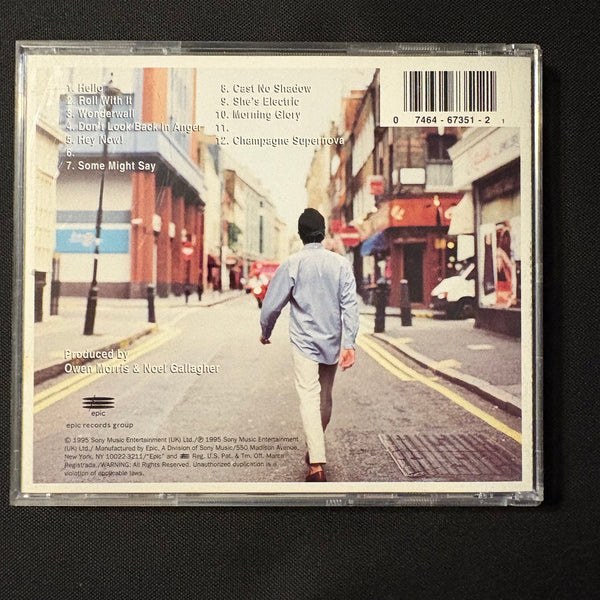 1. Hello
2. Roll With It
3. Wonderwall
4. Don't Look Back In Anger
5. Hey Now!
6.
7. Some Might Say
8. Cast No Shadow
9. She's Electric
10. Morning Glory
11.
12. Champagne Supernova
0 7464-67351-2 1
Produced by
Owen Morris & Noel Gallagher
epic
epic records group
© 1995 Sony Music Entertainment (UK) Ltd./℗ 1995 Sony Music Entertainment
(UK) Ltd./ Manufactured by Epic, A Division of Sony Music/550 Madison Avenue,
New York, NY 10022-3211/"Epic" and Reg. U.S. Pat. & Tm. Off. Marca
Registrada./WARNING: All Rights Reserved. Unauthorized duplication is a
violation of applicable laws.